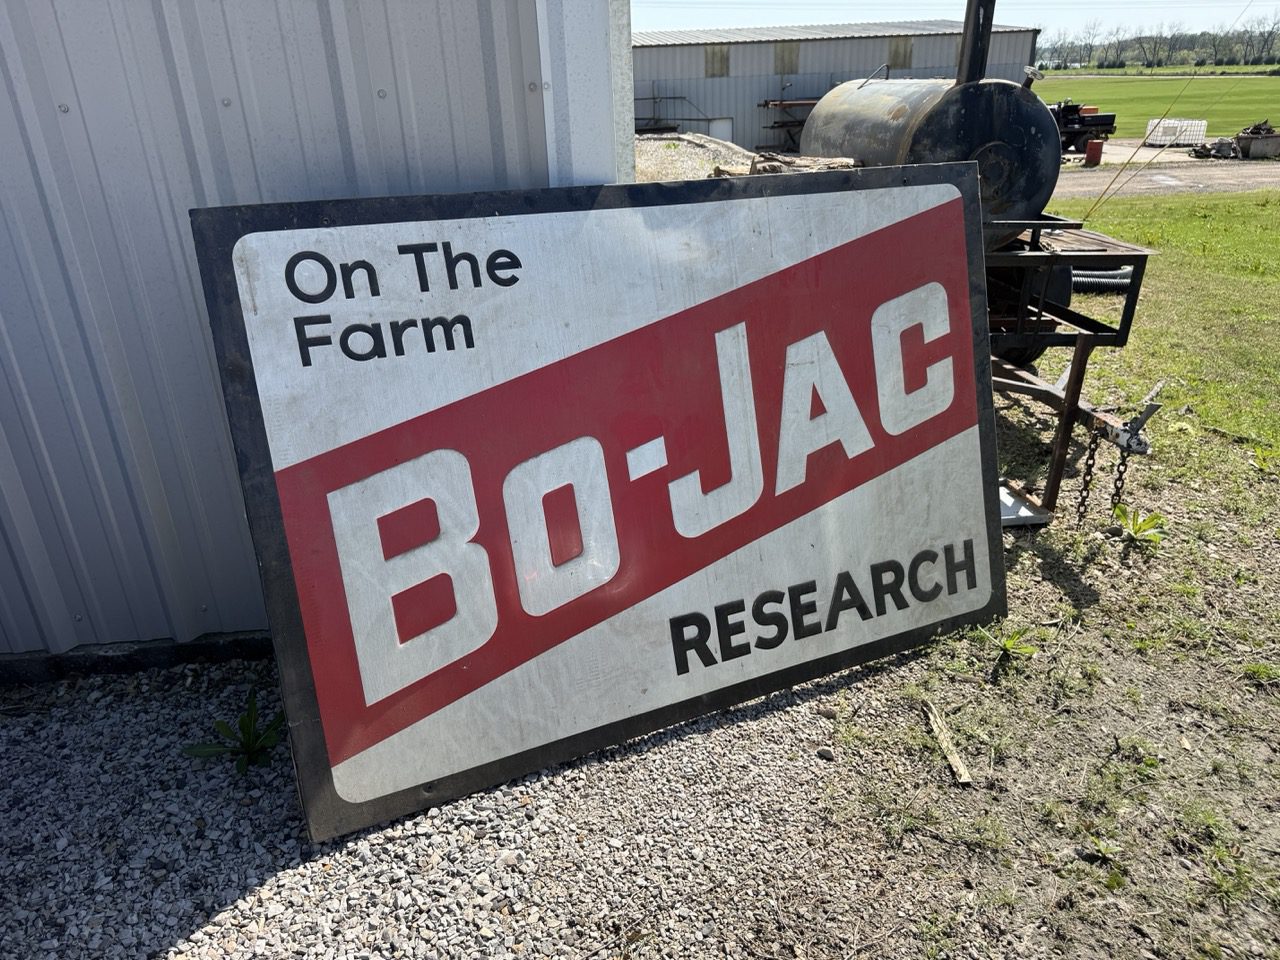 On The
Farm
BO-JAC
RESEARCH